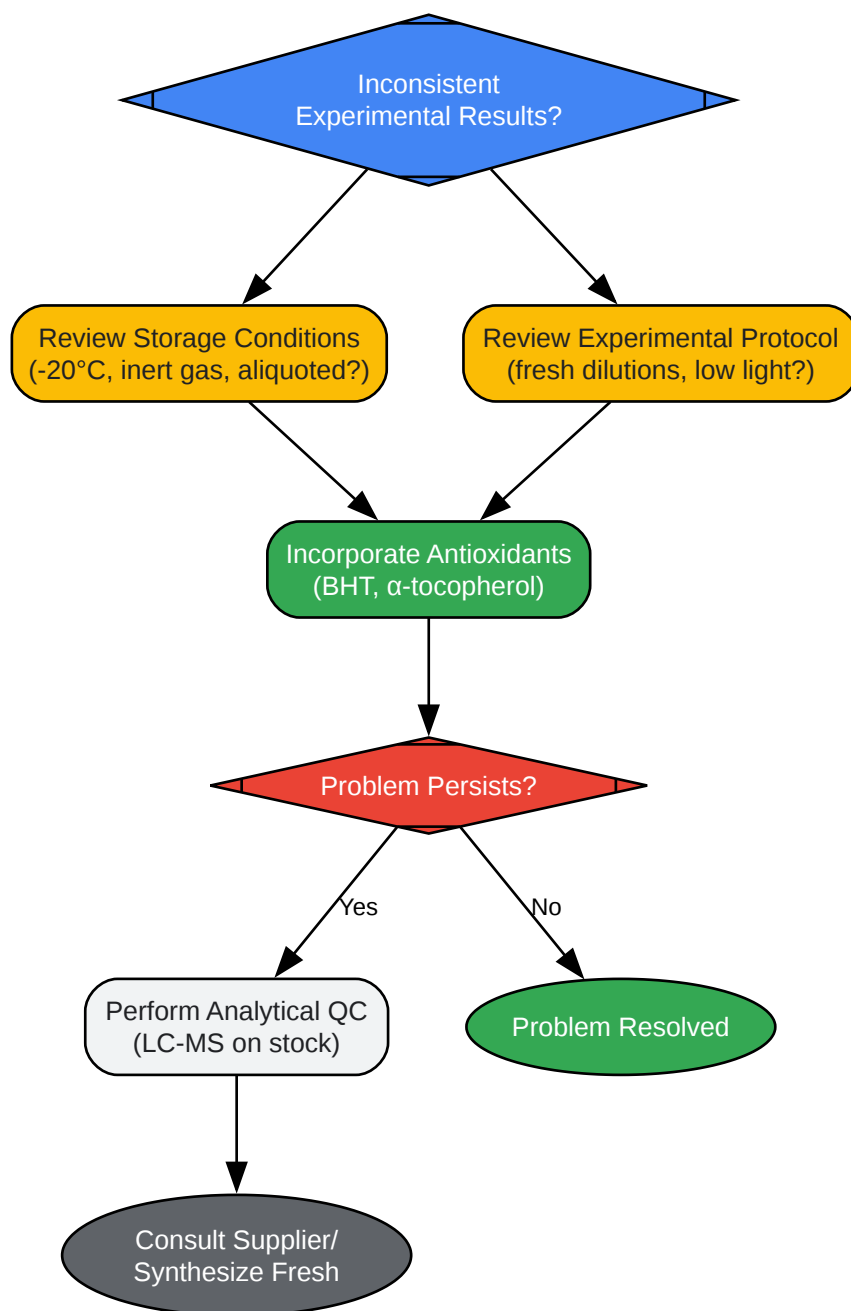 Inconsistent
Experimental Results?
Review Storage Conditions
(-20°C, inert gas, aliquoted?)
Review Experimental Protocol
(fresh dilutions, low light?)
Incorporate Antioxidants
(BHT, α-tocopherol)
Problem Persists?
Yes
No
Perform Analytical QC
(LC-MS on stock)
Problem Resolved
Consult Supplier/
Synthesize Fresh